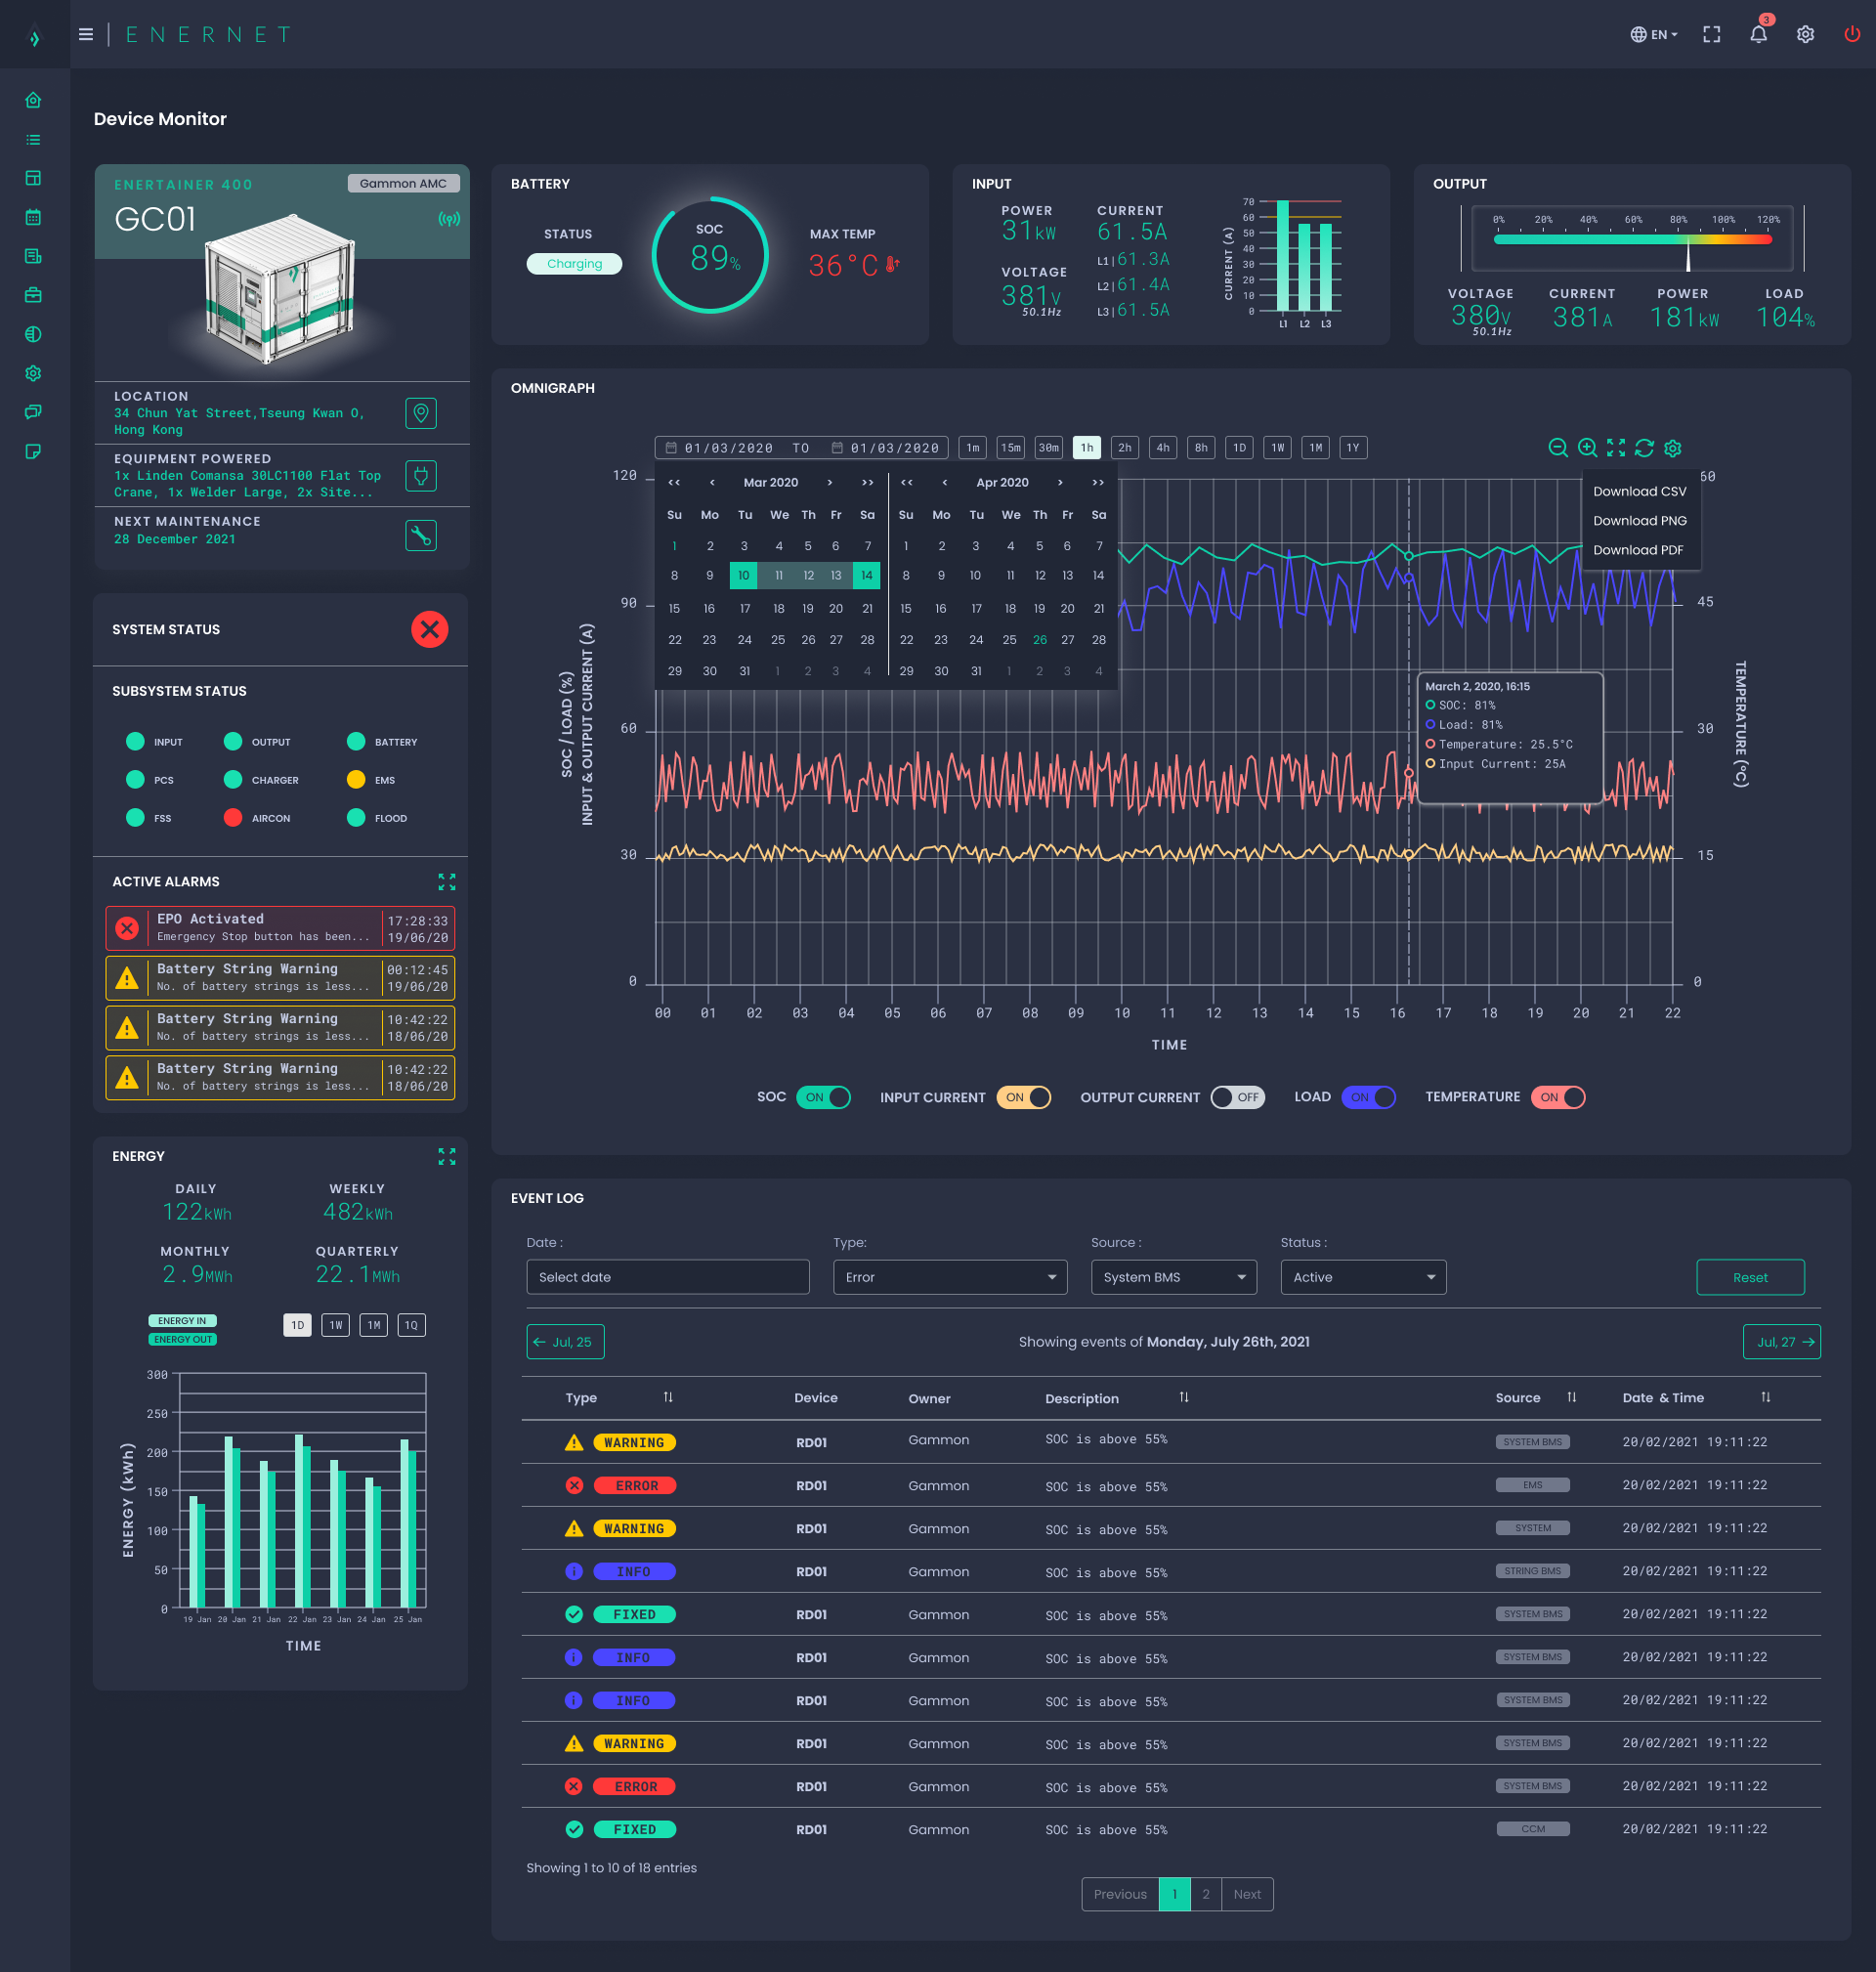 ENERNET
EN
3
Device Monitor
ENERTAINER 400
Gammon AMC
GC01
LOCATION
34 Chun Yat Street,Tseung Kwan O,
Hong Kong
EQUIPMENT POWERED
1x Linden Comansa 30LC1100 Flat Top
Crane, 1x Welder Large, 2x Site...
NEXT MAINTENANCE
28 December 2021
BATTERY
STATUS
Charging
SOC
89%
MAX TEMP
36°C
INPUT
POWER
31kW
VOLTAGE
381V
50.1Hz
CURRENT
61.5A
L1|61.3A
L2|61.4A
L3|61.5A
CURRENT (A)
70
60
50
40
30
20
10
0
L1 L2 L3
OUTPUT
0% 20% 40% 60% 80% 100% 120%
VOLTAGE CURRENT POWER LOAD
380V 381A 181kW 104%
50.1Hz
SYSTEM STATUS
SUBSYSTEM STATUS
INPUT OUTPUT BATTERY
PCS CHARGER EMS
FSS AIRCON FLOOD
ACTIVE ALARMS
EPO Activated 17:28:33
Emergency Stop button has been... 19/06/20
Battery String Warning 00:12:45
No. of battery strings is less... 19/06/20
Battery String Warning 10:42:22
No. of battery strings is less... 18/06/20
Battery String Warning 10:42:22
No. of battery strings is less... 18/06/20
ENERGY
DAILY WEEKLY
122kWh 482kWh
MONTHLY QUARTERLY
2.9MWh 22.1MWh
ENERGY IN
ENERGY OUT
1D 1W 1M 1Q
ENERGY (kWh)
300
250
200
150
100
50
0
19 Jan 20 Jan 21 Jan 22 Jan 23 Jan 24 Jan 25 Jan
TIME
OMNIGRAPH
01/03/2020 TO 01/03/2020 1m 15m 30m 1h 2h 4h 8h 1D 1W 1M 1Y
Download CSV
Download PNG
Download PDF
<< < Mar 2020 > >>
Su Mo Tu We Th Fr Sa
1 2 3 4 5 6 7
8 9 10 11 12 13 14
15 16 17 18 19 20 21
22 23 24 25 26 27 28
29 30 31 1 2 3 4
<< < Apr 2020 > >>
Su Mo Tu We Th Fr Sa
1 2 3 4 5 6 7
8 9 10 11 12 13 14
15 16 17 18 19 20 21
22 23 24 25 26 27 28
29 30 31 1 2 3 4
SOC / LOAD (%)
INPUT & OUTPUT CURRENT (A)
120
90
60
30
0
60
45
30
15
0
TEMPERATURE (°C)
March 2, 2020, 16:15
SOC: 81%
Load: 81%
Temperature: 25.5°C
Input Current: 25A
00 01 02 03 04 05 06 07 08 09 10 11 12 13 14 15 16 17 18 19 20 21 22
TIME
SOC ON INPUT CURRENT ON OUTPUT CURRENT OFF LOAD ON TEMPERATURE ON
EVENT LOG
Date : Type: Source : Status :
Select date Error System BMS Active Reset
← Jul, 25 Showing events of Monday, July 26th, 2021 Jul, 27 →
Type Device Owner Description Source Date & Time
WARNING RD01 Gammon SOC is above 55% SYSTEM BMS 20/02/2021 19:11:22
ERROR RD01 Gammon SOC is above 55% EMS 20/02/2021 19:11:22
WARNING RD01 Gammon SOC is above 55% SYSTEM 20/02/2021 19:11:22
INFO RD01 Gammon SOC is above 55% STRING BMS 20/02/2021 19:11:22
FIXED RD01 Gammon SOC is above 55% SYSTEM BMS 20/02/2021 19:11:22
INFO RD01 Gammon SOC is above 55% SYSTEM BMS 20/02/2021 19:11:22
INFO RD01 Gammon SOC is above 55% SYSTEM BMS 20/02/2021 19:11:22
WARNING RD01 Gammon SOC is above 55% SYSTEM BMS 20/02/2021 19:11:22
ERROR RD01 Gammon SOC is above 55% SYSTEM BMS 20/02/2021 19:11:22
FIXED RD01 Gammon SOC is above 55% CCM 20/02/2021 19:11:22
Showing 1 to 10 of 18 entries
Previous 1 2 Next